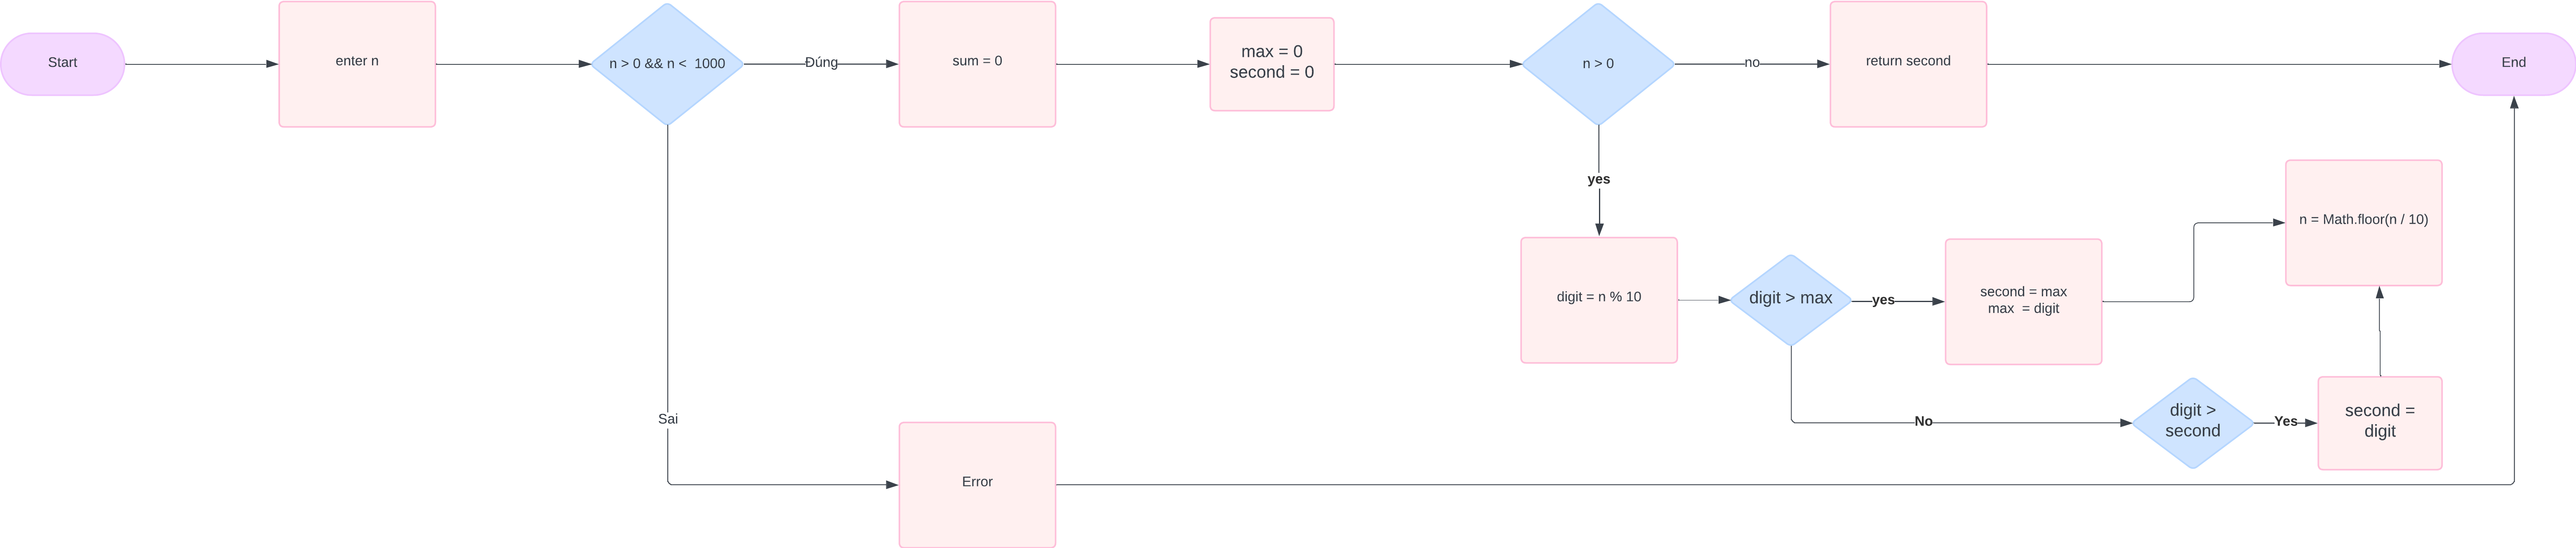 Start
enter n
n > 0 && n < 1000
Đúng
sum = 0
max = 0
second = 0
n > 0
no
return second
End
yes
n = Math.floor(n / 10)
digit = n % 10
digit > max
yes
second = max
max = digit
Sai
No
digit >
second
Yes
second =
digit
Error